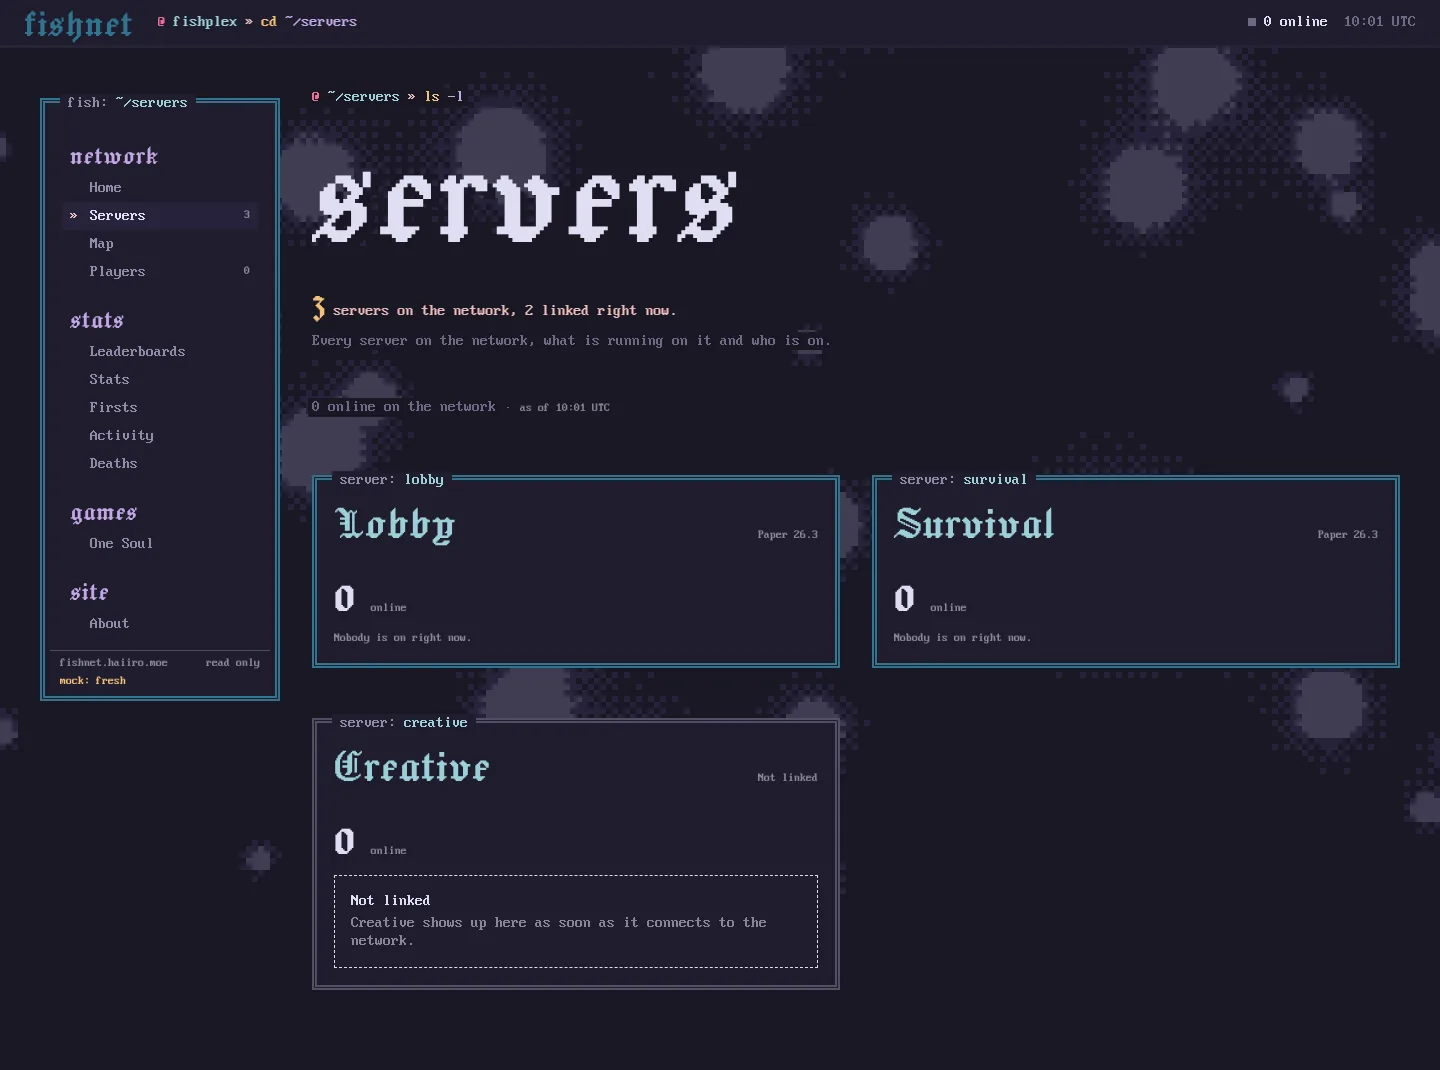 fishnet @ fishplex » cd ~/servers
0 online 10:01 UTC
fish: ~/servers
network
Home
» Servers 3
Map
Players 0
stats
Leaderboards
Stats
Firsts
Activity
Deaths
games
One Soul
site
About
fishnet.haiiro.moe read only
mock: fresh
@ ~/servers » ls -l
servers
3 servers on the network, 2 linked right now.
Every server on the network, what is running on it and who is on.
0 online on the network · as of 10:01 UTC
server: lobby
Lobby Paper 26.3
0 online
Nobody is on right now.
server: survival
Survival Paper 26.3
0 online
Nobody is on right now.
server: creative
Creative Not linked
0 online
Not linked
Creative shows up here as soon as it connects to the
network.